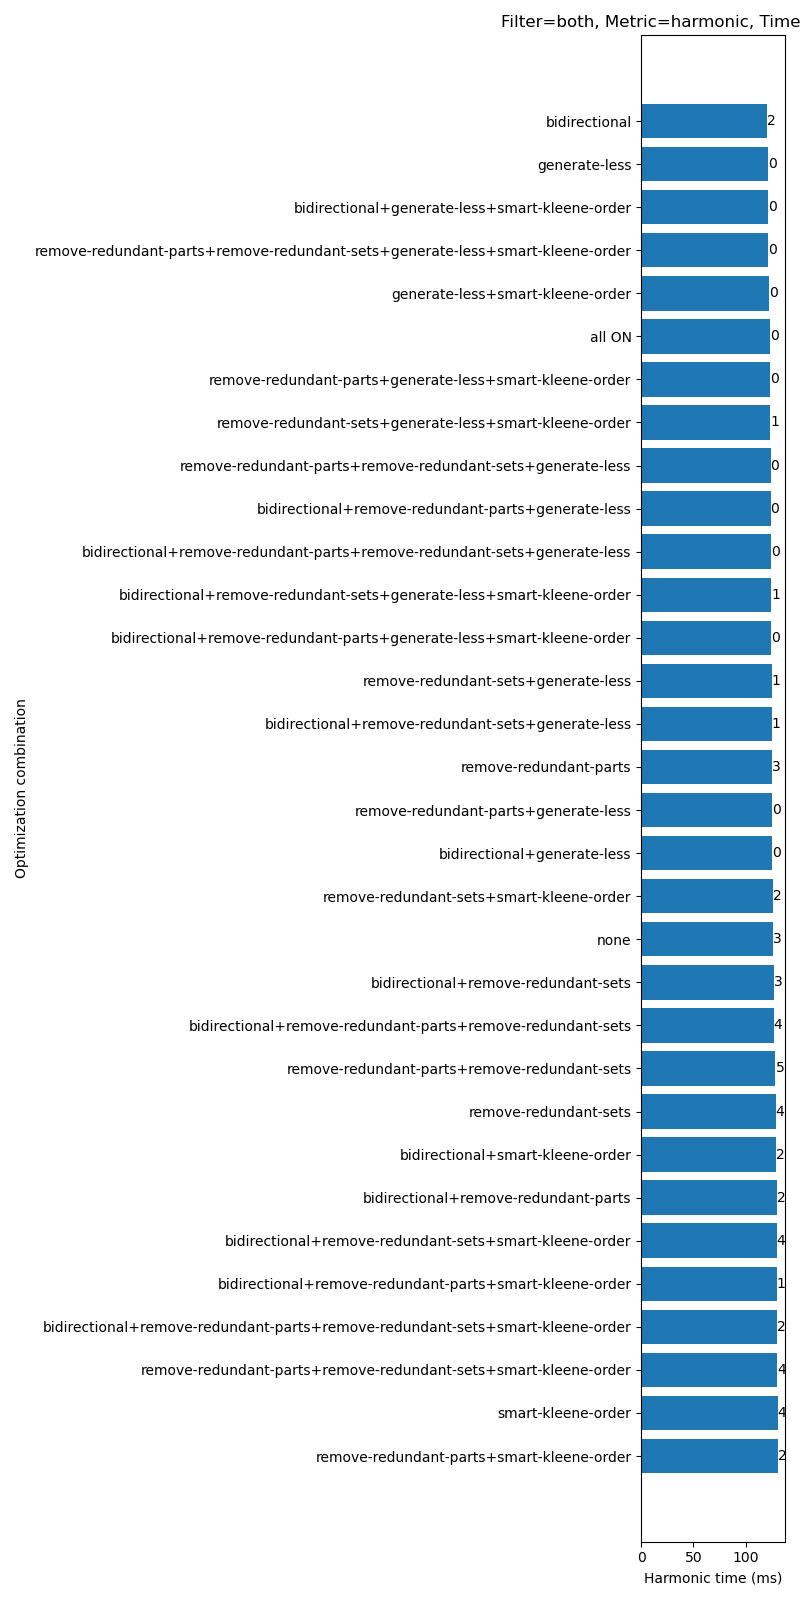 Filter=both, Metric=harmonic, Time
bidirectional 2
generate-less 0
bidirectional+generate-less+smart-kleene-order 0
remove-redundant-parts+remove-redundant-sets+generate-less+smart-kleene-order 0
generate-less+smart-kleene-order 0
all ON 0
remove-redundant-parts+generate-less+smart-kleene-order 0
remove-redundant-sets+generate-less+smart-kleene-order 1
remove-redundant-parts+remove-redundant-sets+generate-less 0
bidirectional+remove-redundant-parts+generate-less 0
bidirectional+remove-redundant-parts+remove-redundant-sets+generate-less 0
bidirectional+remove-redundant-sets+generate-less+smart-kleene-order 1
bidirectional+remove-redundant-parts+generate-less+smart-kleene-order 0
remove-redundant-sets+generate-less 1
bidirectional+remove-redundant-sets+generate-less 1
remove-redundant-parts 3
remove-redundant-parts+generate-less 0
bidirectional+generate-less 0
remove-redundant-sets+smart-kleene-order 2
none 3
bidirectional+remove-redundant-sets 3
bidirectional+remove-redundant-parts+remove-redundant-sets 4
remove-redundant-parts+remove-redundant-sets 5
remove-redundant-sets 4
bidirectional+smart-kleene-order 2
bidirectional+remove-redundant-parts 2
bidirectional+remove-redundant-sets+smart-kleene-order 4
bidirectional+remove-redundant-parts+smart-kleene-order 1
bidirectional+remove-redundant-parts+remove-redundant-sets+smart-kleene-order 2
remove-redundant-parts+remove-redundant-sets+smart-kleene-order 4
smart-kleene-order 4
remove-redundant-parts+smart-kleene-order 2
0 50 100
Harmonic time (ms)
Optimization combination